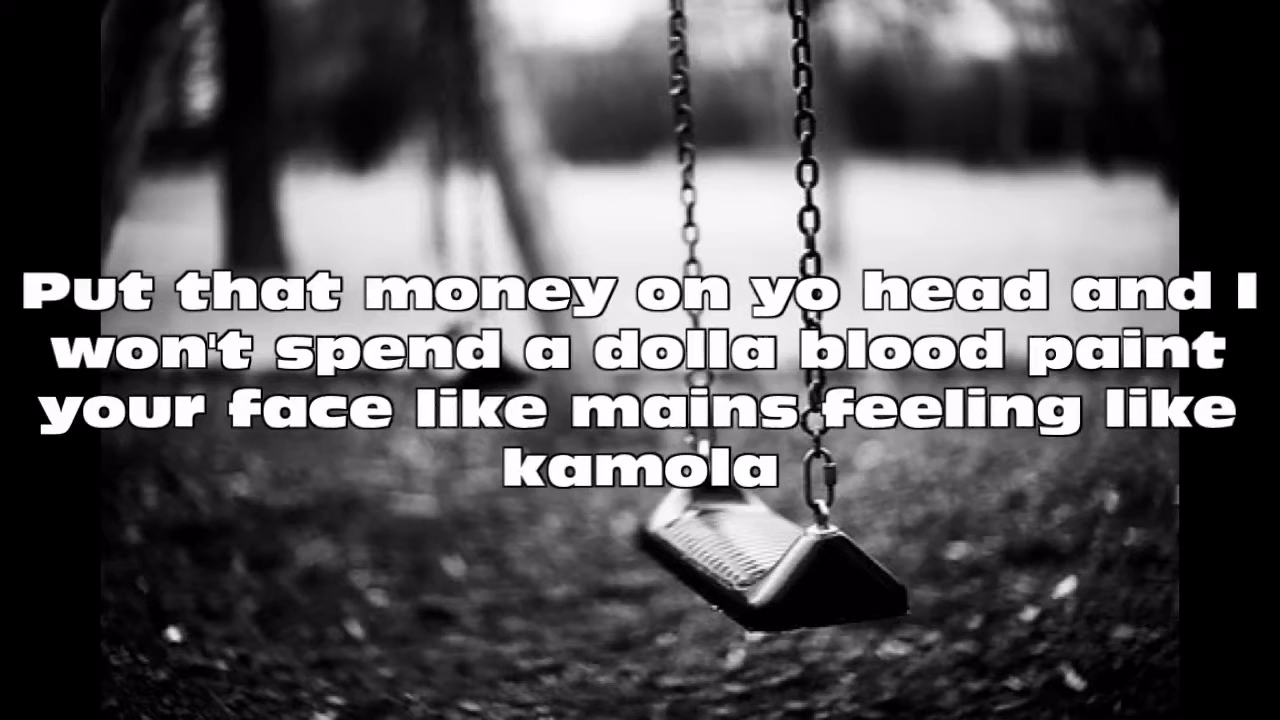 Put that money on yo head and I
won't spend a dolla blood paint
your face like mains feeling like
kamola